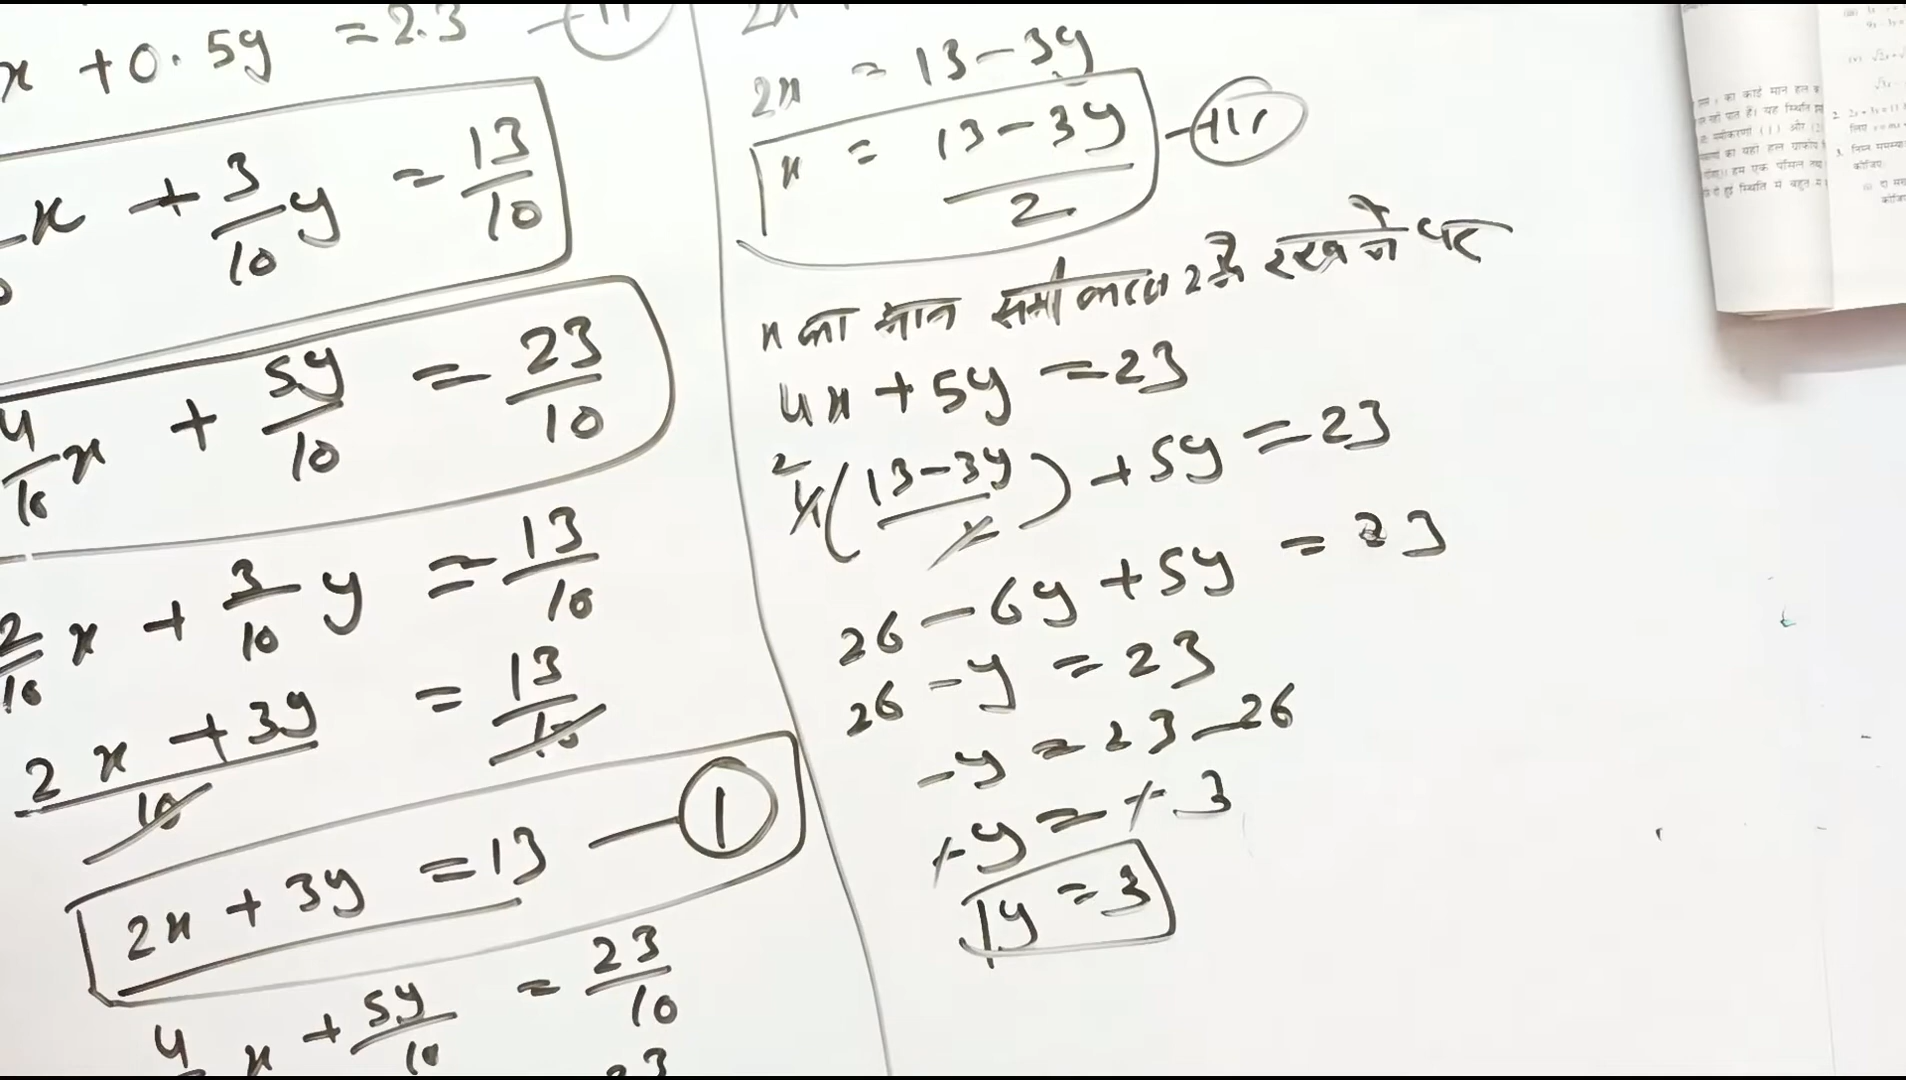 x + 0.5y = 2.3 - II
x + 3/10 y = 13/10
4/10 x + 5y/10 = 23/10
2/10 x + 3/10 y = 13/10
2x + 3y/10 = 13/10
2x + 3y = 13 — 1
4 x + 5y/10 = 23/10
23
2x
2x = 13 - 3y
x = 13 - 3y/2 - III
x का मान समीकरण 2 में रखने पर
4x + 5y = 23
2 4(13 - 3y/2) + 5y = 23
26 - 6y + 5y = 23
26 - y = 23
-y = 23 - 26
+y = + 3
y = 3